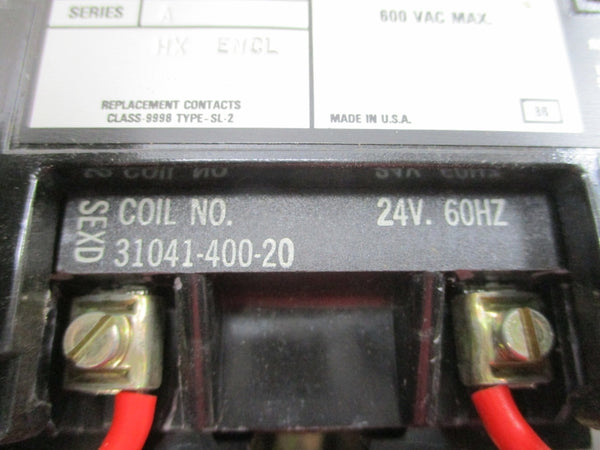 SERIES A
HX ENCL
600 VAC MAX.
REPLACEMENT CONTACTS
CLASS-9998 TYPE-SL-2
MADE IN U.S.A.
COIL NO. 24V. 60HZ
SEXD
31041-400-20